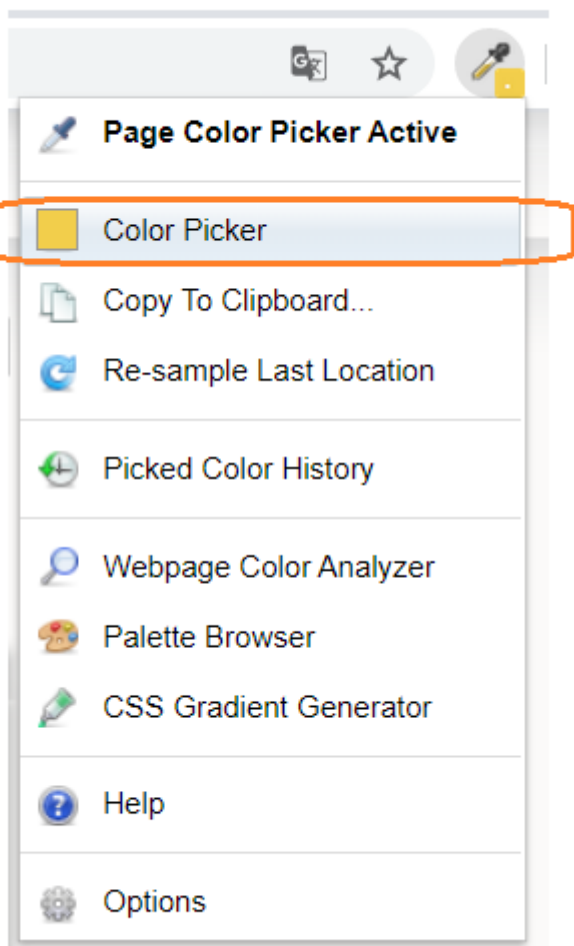 Page Color Picker Active
Color Picker
Copy To Clipboard...
Re-sample Last Location
Picked Color History
Webpage Color Analyzer
Palette Browser
CSS Gradient Generator
Help
Options